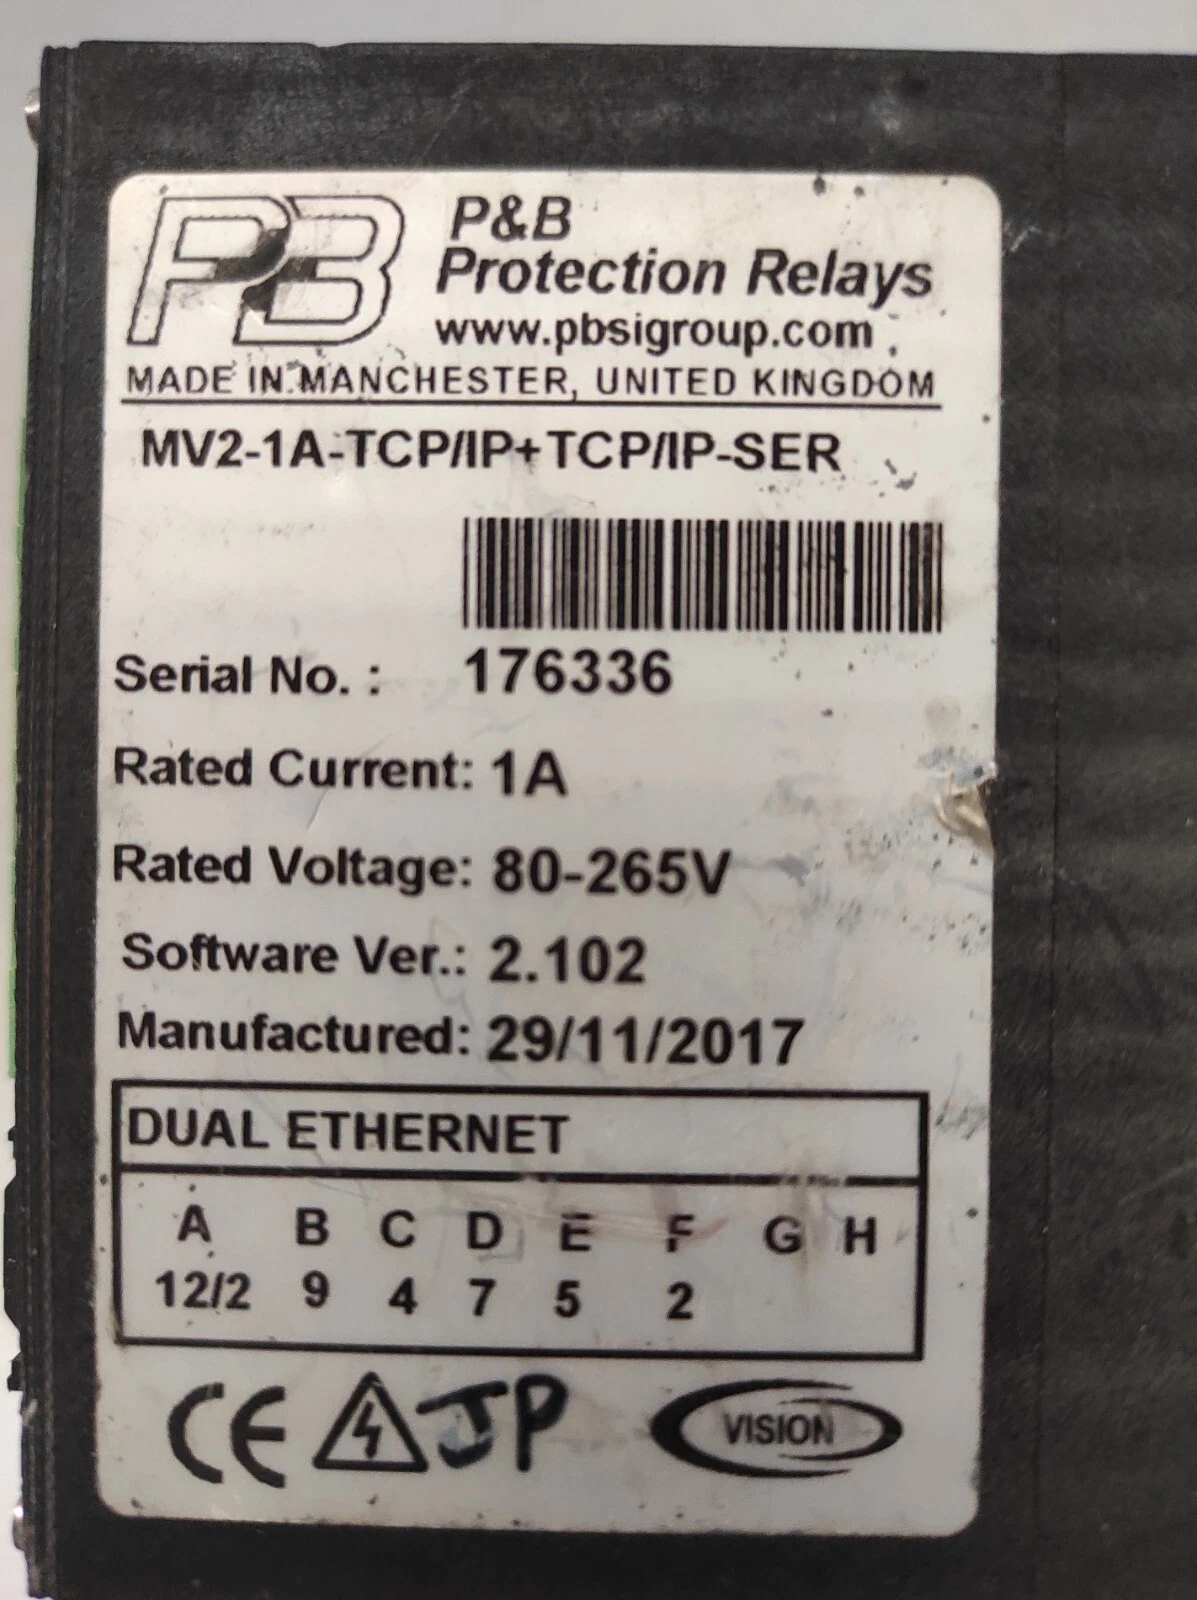 PB
P&B
Protection Relays
www.pbsigroup.com
MADE IN MANCHESTER, UNITED KINGDOM
MV2-1A-TCP/IP+TCP/IP-SER
Serial No. : 176336
Rated Current: 1A
Rated Voltage: 80-265V
Software Ver.: 2.102
Manufactured: 29/11/2017
DUAL ETHERNET
A B C D E F G H
12/2 9 4 7 5 2
CE JP VISION